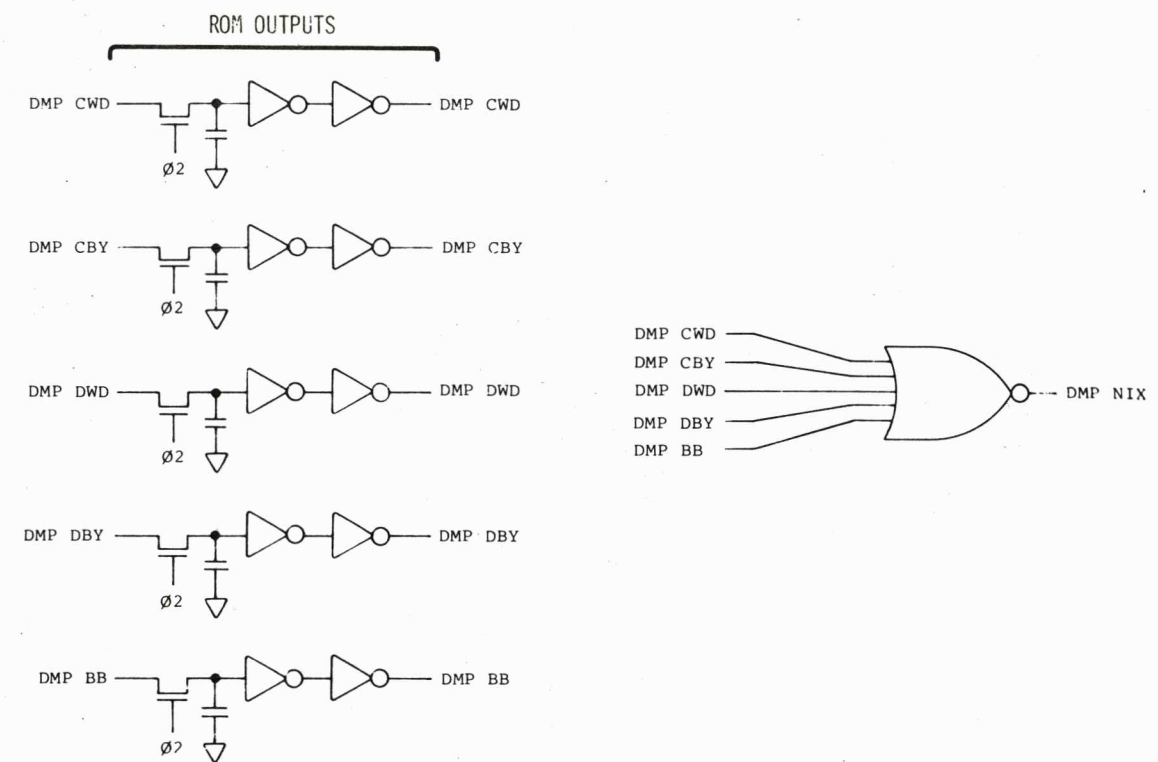 ROM OUTPUTS
DMP CWD DMP CWD
Ø2
DMP CBY DMP CBY
Ø2
DMP DWD DMP DWD
Ø2
DMP DBY DMP DBY
Ø2
DMP BB DMP BB
Ø2
DMP CWD
DMP CBY
DMP DWD
DMP DBY
DMP BB
DMP NIX